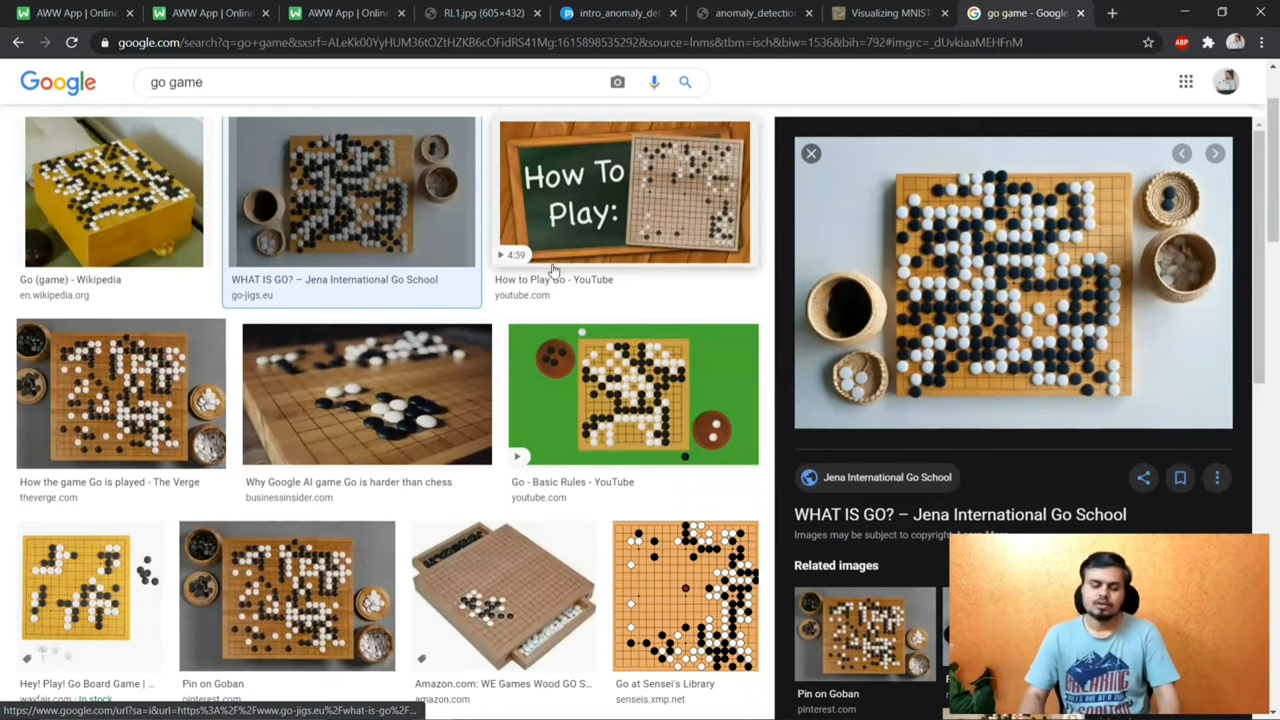 AWW App | Online
AWW App | Online
AWW App | Online
RL1.jpg (605×432)
intro_anomaly_de
anomaly_detection
Visualizing MNIST
go game - Google
google.com/search?q=go+game&sxsrf=ALeKk00YyHUM36tOZtHZKB6cOFidRS41Mg:1615898535292&source=lnms&tbm=isch&biw=1536&bih=792#imgrc=_dUvkiaaMEHFnM
ABP
Google
go game
How To
Play:
4:39
Go (game) - Wikipedia
en.wikipedia.org
WHAT IS GO? – Jena International Go School
go-jigs.eu
How to Play Go - YouTube
youtube.com
How the game Go is played - The Verge
theverge.com
Why Google AI game Go is harder than chess
businessinsider.com
Go - Basic Rules - YouTube
youtube.com
Jena International Go School
WHAT IS GO? – Jena International Go School
Images may be subject to copyright.
Related images
Hey! Play! Go Board Game | ...
wayfair.com · In stock
Pin on Goban
pinterest.com
Amazon.com: WE Games Wood GO S...
amazon.com
Go at Sensei's Library
senseis.xmp.net
Pin on Goban
pinterest.com
https://www.google.com/url?sa=i&url=https%3A%2F%2Fwww.go-jigs.eu%2Fwhat-is-go%2F...